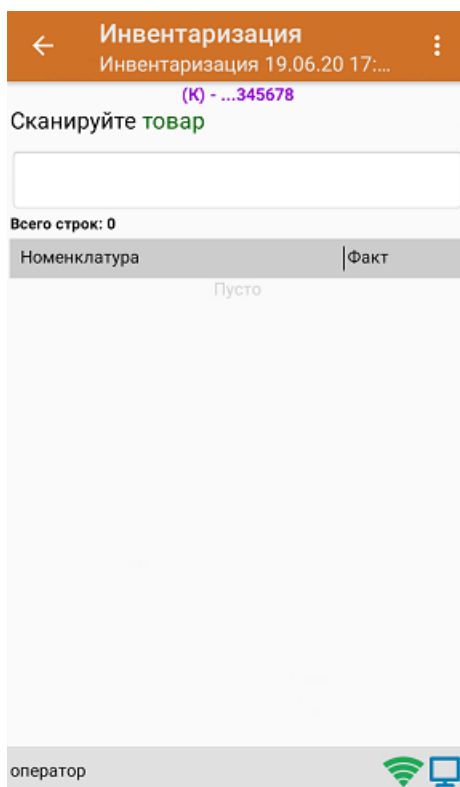 Инвентаризация
Инвентаризация 19.06.20 17:...
(К) - ...345678
Сканируйте товар
Всего строк: 0
Номенклатура Факт
Пусто
оператор